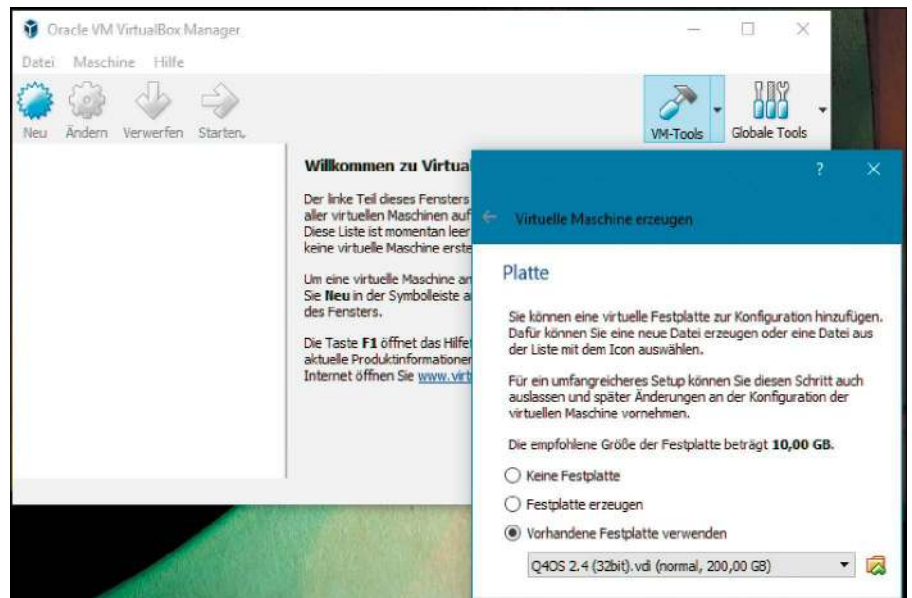 Oracle VM VirtualBox Manager
Datei Maschine Hilfe
Neu Ändern Verwerfen Starten
VM-Tools Globale Tools
Willkommen zu Virtual
Der linke Teil dieses Fensters
aller virtuellen Maschinen auf
Diese Liste ist momentan leer
keine virtuelle Maschine erste
Um eine virtuelle Maschine an
Sie Neu in der Symbolleiste a
des Fensters.
Die Taste F1 öffnet das Hilfe
aktuelle Produktinformationen
Internet öffnen Sie www.virt
?
Virtuelle Maschine erzeugen
Platte
Sie können eine virtuelle Festplatte zur Konfiguration hinzufügen.
Dafür können Sie eine neue Datei erzeugen oder eine Datei aus
der Liste mit dem Icon auswählen.
Für ein umfangreicheres Setup können Sie diesen Schritt auch
auslassen und später Änderungen an der Konfiguration der
virtuellen Maschine vornehmen.
Die empfohlene Größe der Festplatte beträgt 10,00 GB.
Keine Festplatte
Festplatte erzeugen
Vorhandene Festplatte verwenden
Q4OS 2.4 (32bit).vdi (normal, 200,00 GB)